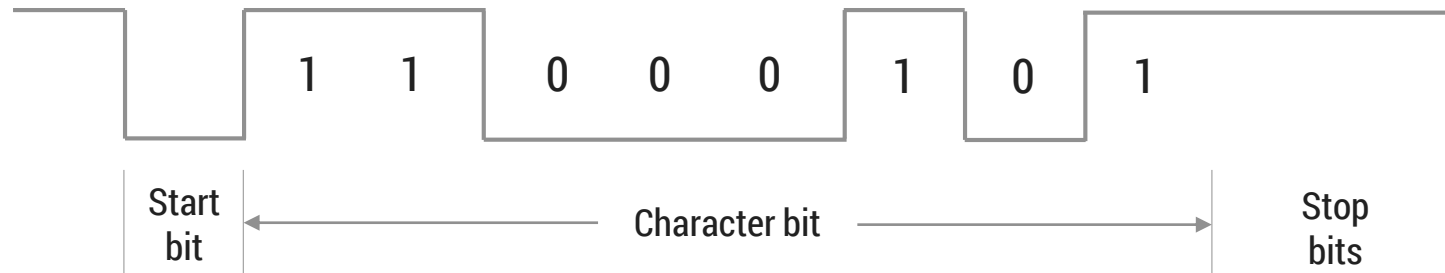 1 1 0 0 0 1 0 1
Start
bit
Character bit
Stop
bits